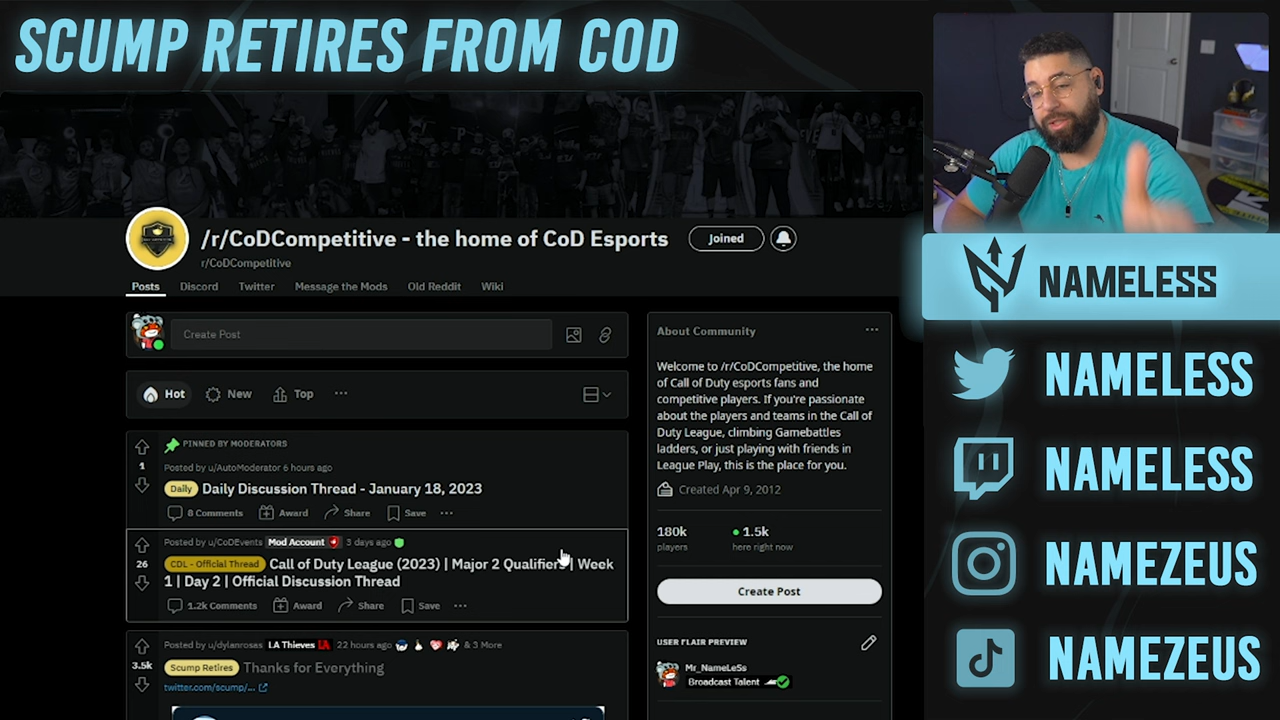 SCUMP RETIRES FROM COD
/r/CoDCompetitive - the home of CoD Esports
Joined
r/CoDCompetitive
Posts
Discord
Twitter
Message the Mods
Old Reddit
Wiki
Create Post
Hot
New
Top
PINNED BY MODERATORS
1
Posted by u/AutoModerator 6 hours ago
Daily
Daily Discussion Thread - January 18, 2023
8 Comments
Award
Share
Save
Posted by u/CoDEvents Mod Account 3 days ago
26
CDL - Official Thread Call of Duty League (2023) | Major 2 Qualifiers | Week
1 | Day 2 | Official Discussion Thread
1.2k Comments
Award
Share
Save
Posted by u/dylanrosas LA Thieves 22 hours ago & 3 More
3.5k
Scump Retires Thanks for Everything
twitter.com/scump/...
About Community
Welcome to /r/CoDCompetitive, the home
of Call of Duty esports fans and
competitive players. If you're passionate
about the players and teams in the Call of
Duty League, climbing Gamebattles
ladders, or just playing with friends in
League Play, this is the place for you.
Created Apr 9, 2012
180k
players
1.5k
here right now
Create Post
USER FLAIR PREVIEW
Mr_NameLeSs
Broadcast Talent
NAMELESS
NAMELESS
NAMELESS
NAMEZEUS
NAMEZEUS